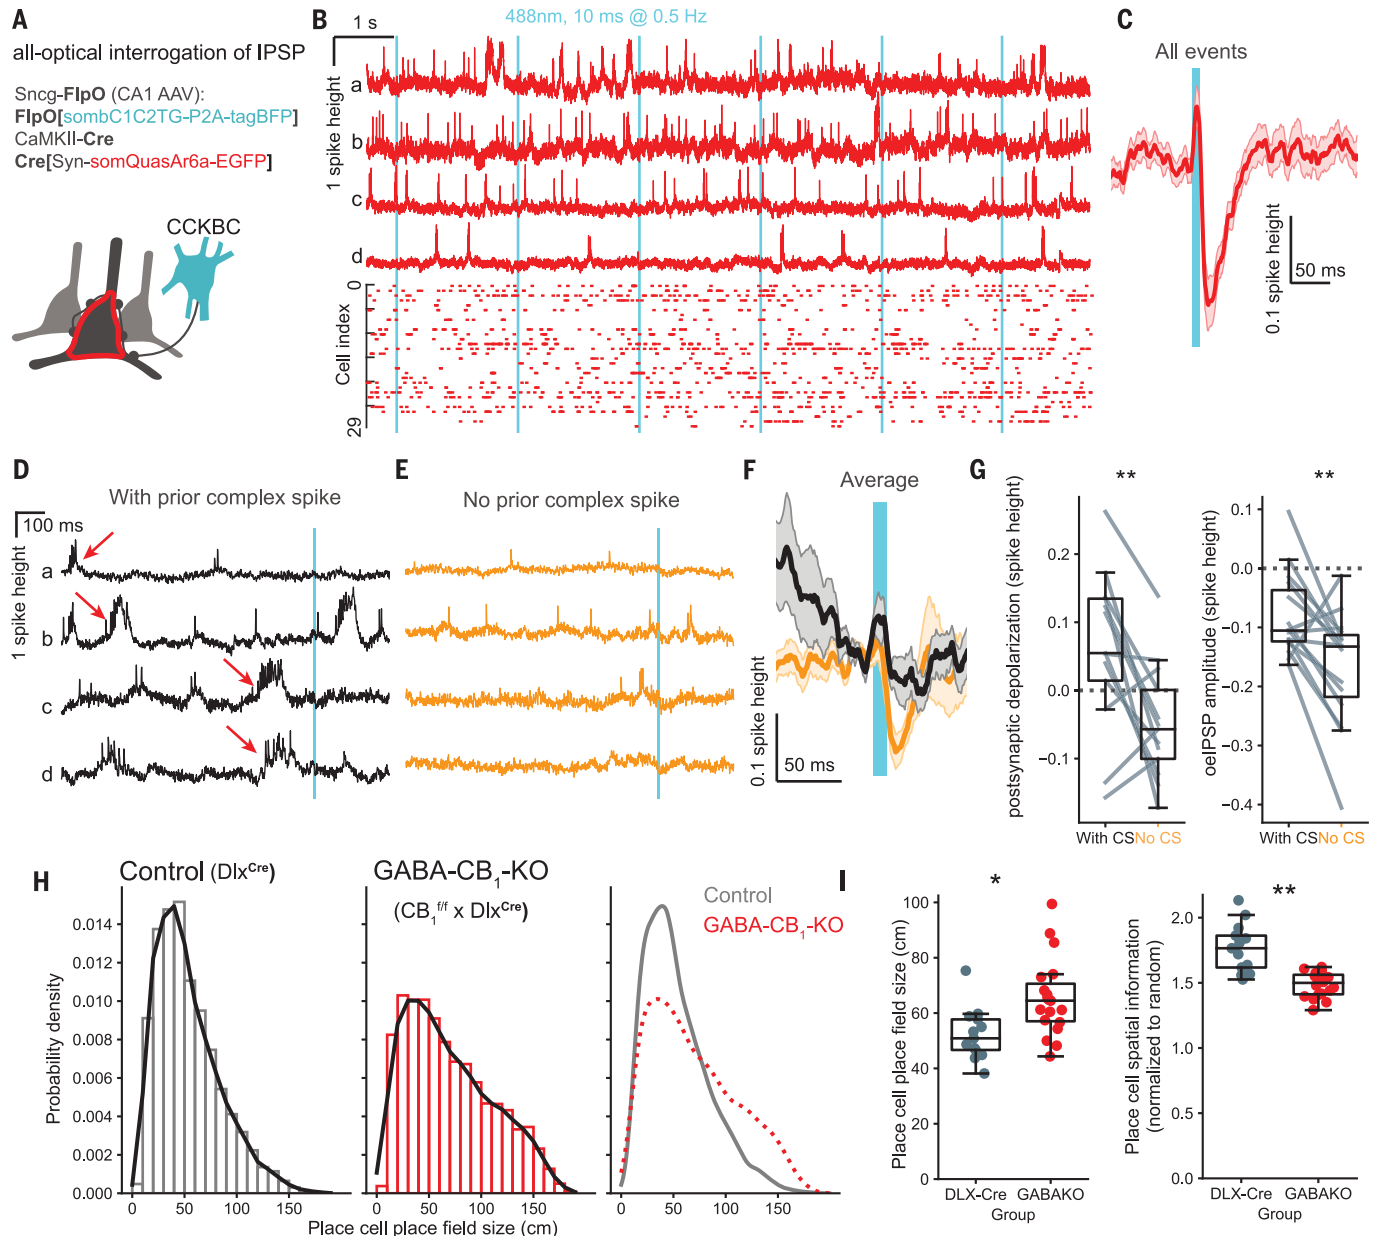 A
all-optical interrogation of IPSP
Sncg-FlpO (CA1 AAV):
FlpO[sombC1C2TG-P2A-tagBFP]
CaMKII-Cre
Cre[Syn-somQuasAr6a-EGFP]
CCKBC
B
1 s
488nm, 10 ms @ 0.5 Hz
1 spike height
a
b
c
d
0
Cell index
29
C
All events
0.1 spike height
50 ms
D
With prior complex spike
100 ms
1 spike height
a
b
c
d
E
No prior complex spike
F
Average
0.1 spike height
50 ms
G
**
postsynaptic depolarization (spike height)
0.2
0.1
0.0
−0.1
With CS
No CS
**
oeIPSP amplitude (spike height)
0.1
0.0
−0.1
−0.2
−0.3
−0.4
With CS
No CS
H
Control (Dlx^Cre)
Probability density
0.014
0.012
0.010
0.008
0.006
0.004
0.002
0.000
0 50 100 150
GABA-CB₁-KO
(CB₁^f/f x Dlx^Cre)
0 50 100 150
Control
GABA-CB₁-KO
0 50 100 150
Place cell place field size (cm)
I
*
Place cell place field size (cm)
100
80
60
40
20
0
DLX-Cre GABAKO
Group
**
Place cell spatial information
(normalized to random)
2.0
1.5
1.0
0.5
0.0
DLX-Cre GABAKO
Group